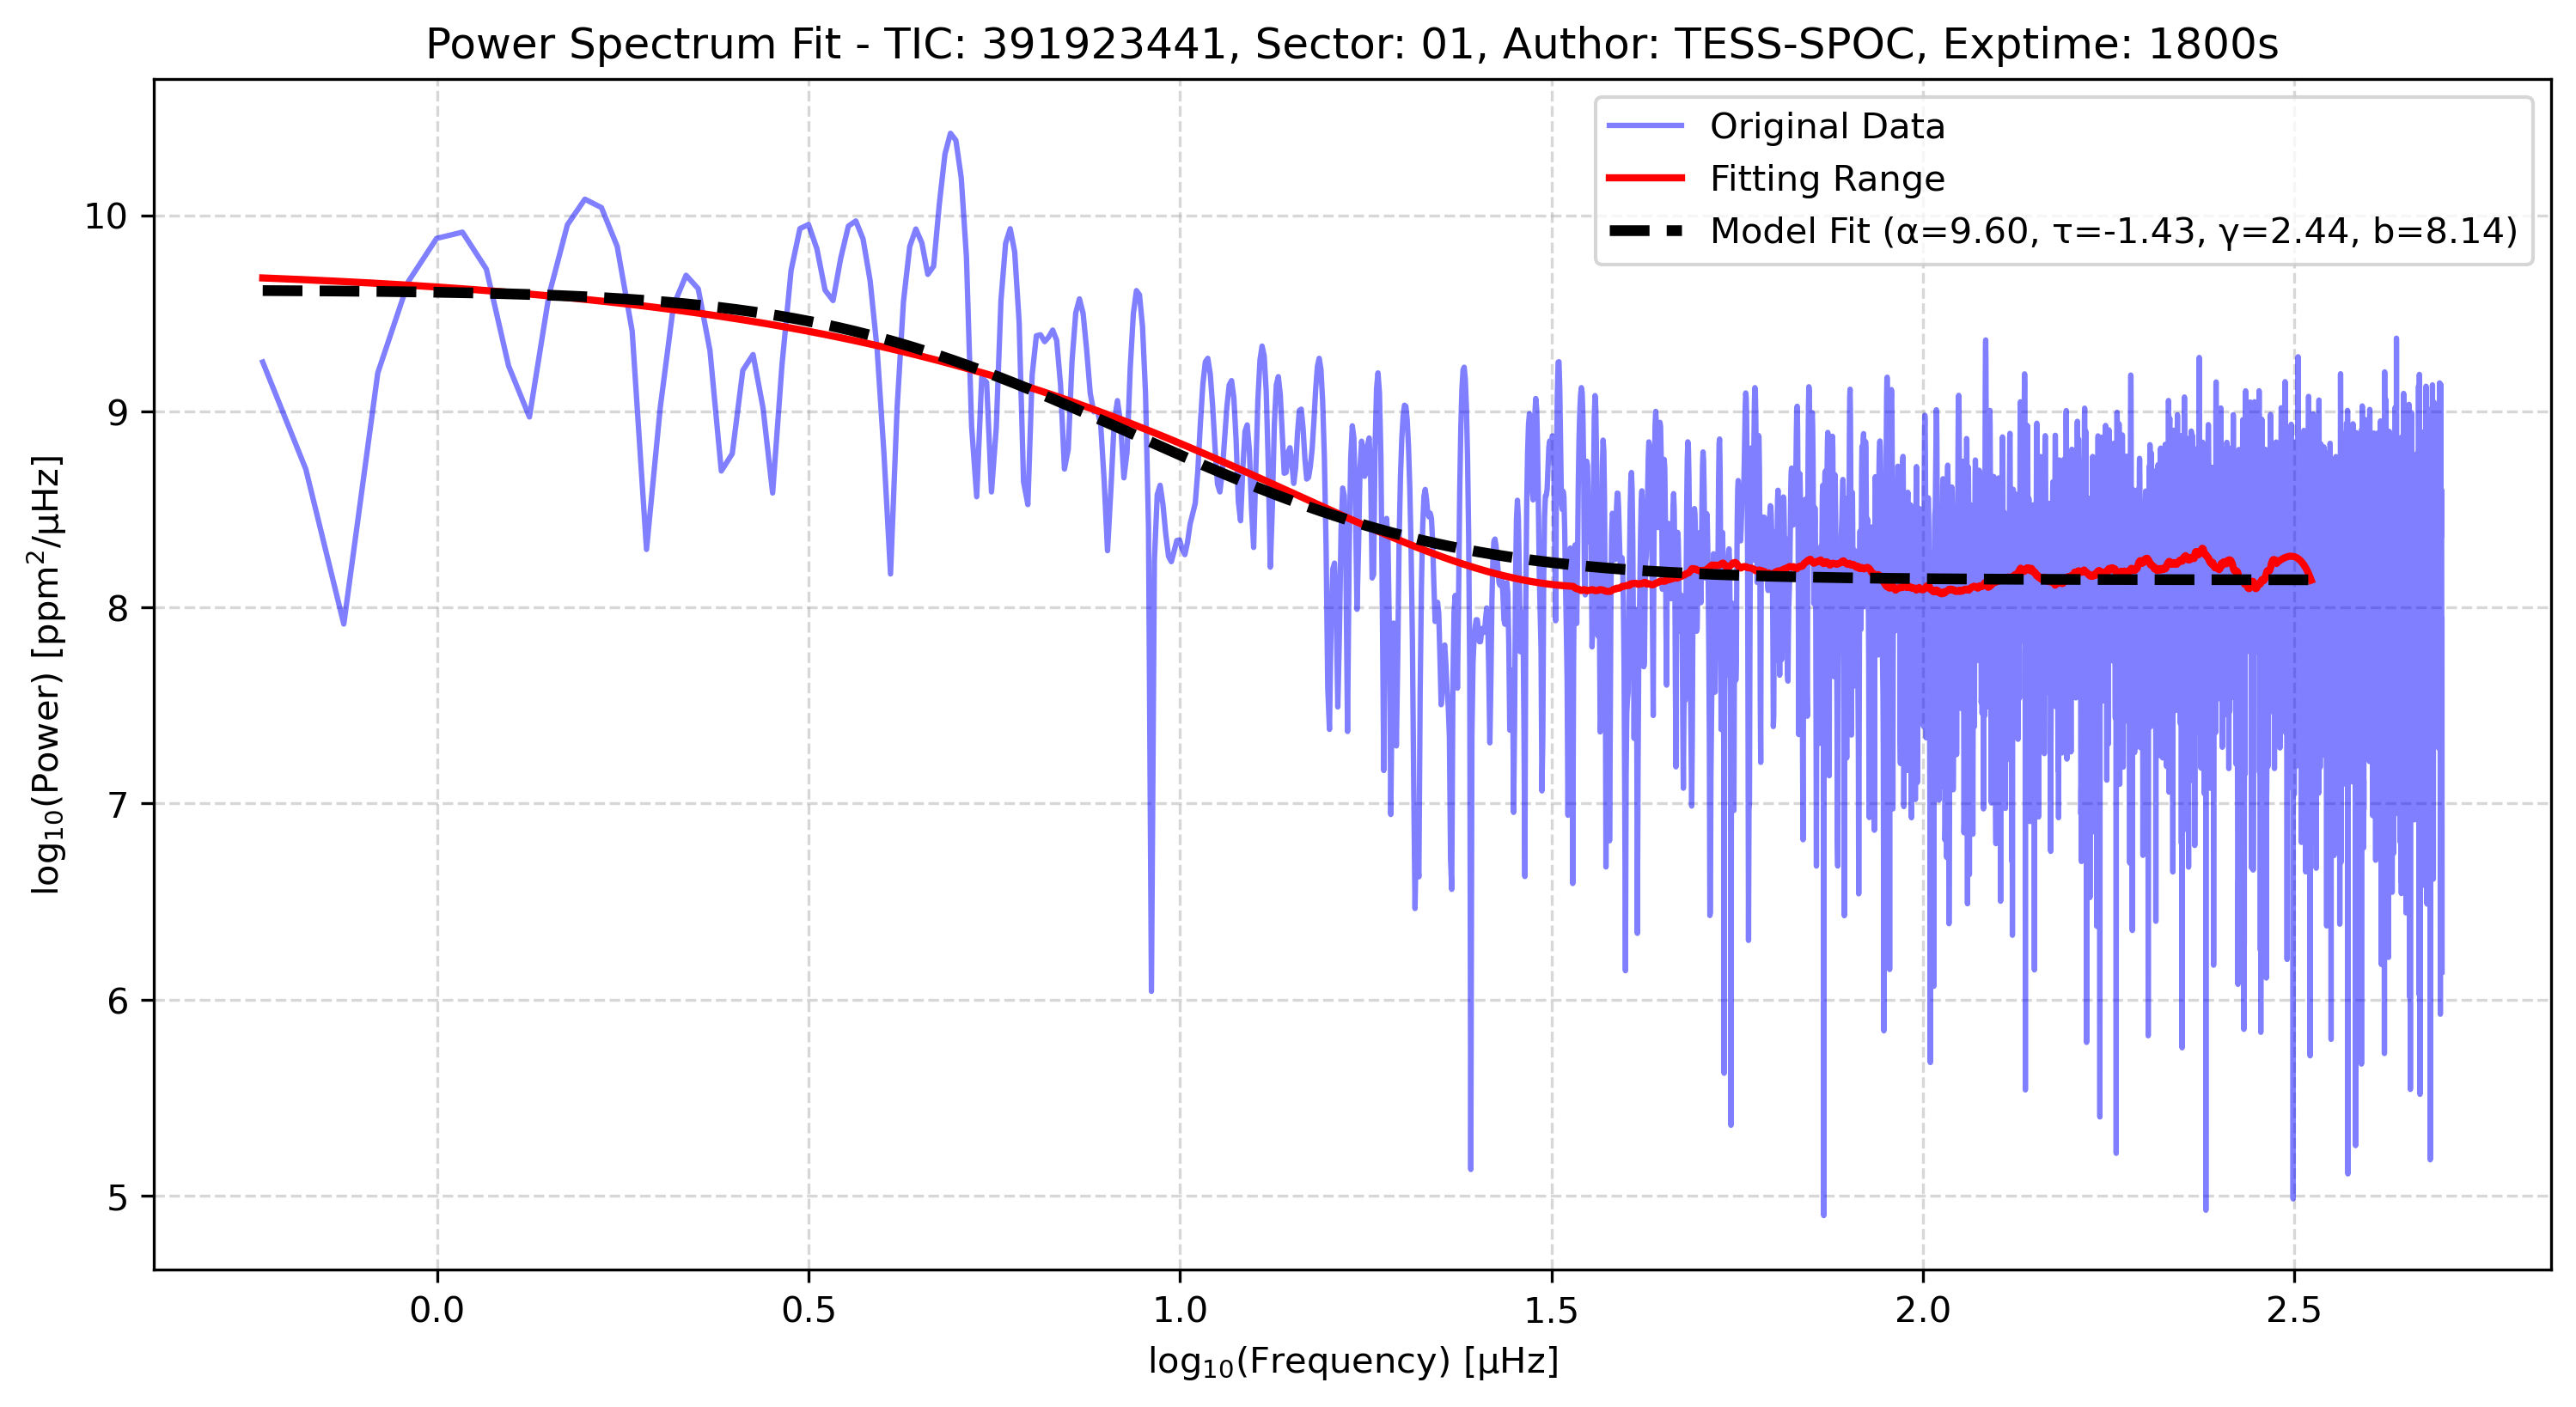 Power Spectrum Fit - TIC: 391923441, Sector: 01, Author: TESS-SPOC, Exptime: 1800s
Original Data
Fitting Range
Model Fit (α=9.60, τ=-1.43, γ=2.44, b=8.14)
log₁₀(Power) [ppm²/μHz]
10
9
8
7
6
5
0.0 0.5 1.0 1.5 2.0 2.5
log₁₀(Frequency) [μHz]